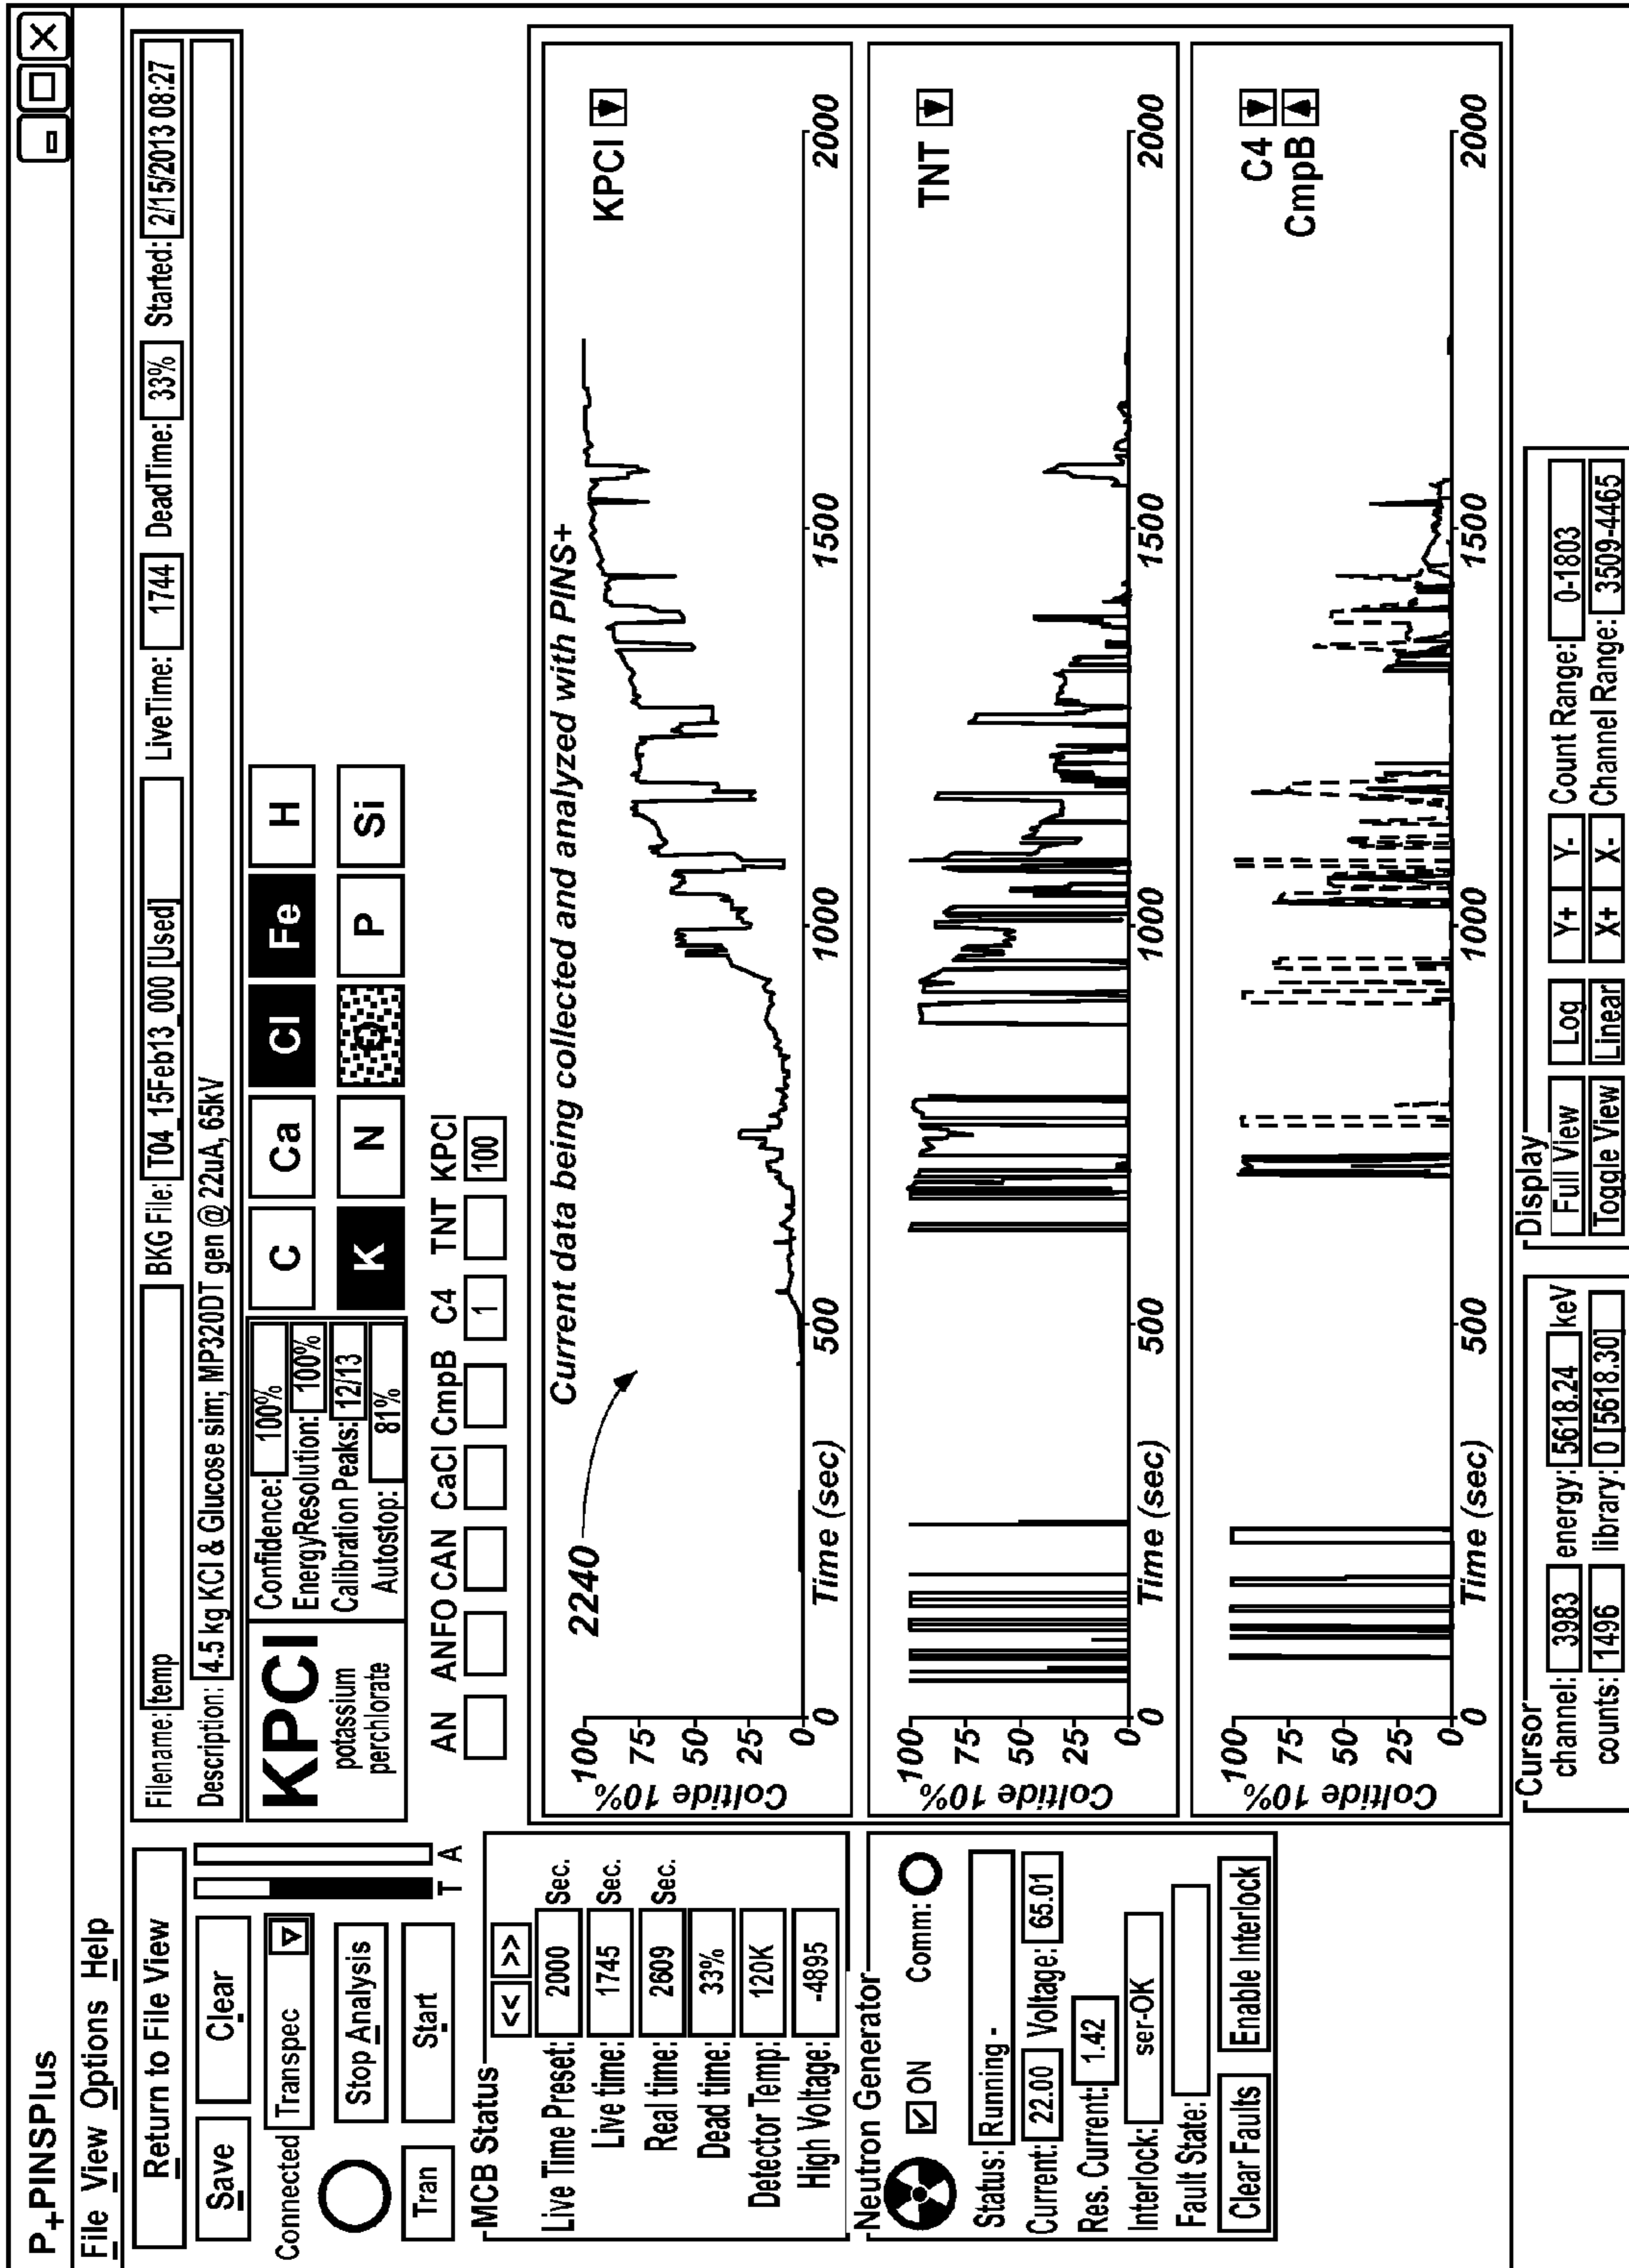 P+PINSPlus
File View Options Help
Return to File View
Save Clear
Connected Transpec
Stop Analysis
Tran Start
T A
MCB Status
<< >>
Live Time Preset: 2000 Sec.
Live time: 1745 Sec.
Real time: 2609 Sec.
Dead time: 33%
Detector Temp: 120K
High Voltage: -4895
Neutron Generator
ON Comm:
Status: Running -
Current: 22.00 Voltage: 65.01
Res. Current: 1.42
Interlock: ser-OK
Fault State:
Clear Faults Enable Interlock
Filename: temp BKG File: T04_15Feb13_000 [Used] LiveTime: 1744 DeadTime: 33% Started: 2/15/2013 08:27
Description: 4.5 kg KCl & Glucose sim; MP320DT gen @ 22uA, 65kV
KPCl
potassium
perchlorate
Confidence: 100%
EnergyResolution: 100%
Calibration Peaks: 12/13
Autostop: 81%
C Ca Cl Fe H
K N O P Si
AN ANFO CAN CaCl CmpB C4 TNT KPCl
1 100
Current data being collected and analyzed with PINS+
2240
KPCl
Coltide 10%
100
75
50
25
0
0 Time (sec) 500 1000 1500 2000
TNT
Coltide 10%
100
75
50
25
0
0 Time (sec) 500 1000 1500 2000
C4
CmpB
Coltide 10%
100
75
50
25
0
0 Time (sec) 500 1000 1500 2000
Cursor
channel: 3983 energy: 5618.24 keV
counts: 1496 library: 0 [5618.30]
Display
Full View Log Y+ Y- Count Range: 0-1803
Toggle View Linear X+ X- Channel Range: 3509-4465